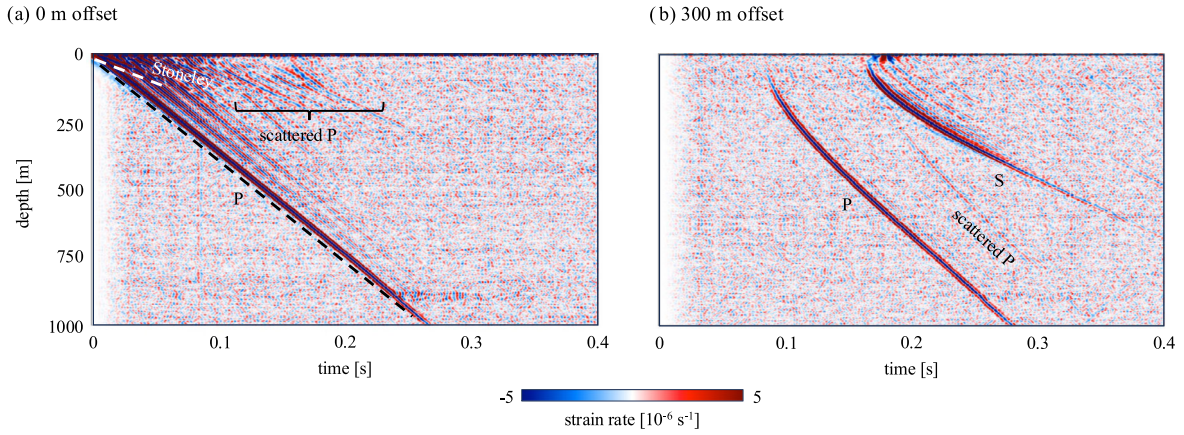 (a) 0 m offset
(b) 300 m offset
0
250
500
750
1000
depth [m]
Stoneley
scattered P
P
0
0.1
0.2
0.3
0.4
time [s]
P
S
scattered P
0.1
0.2
0.3
0.4
time [s]
-5
5
strain rate [10⁻⁶ s⁻¹]